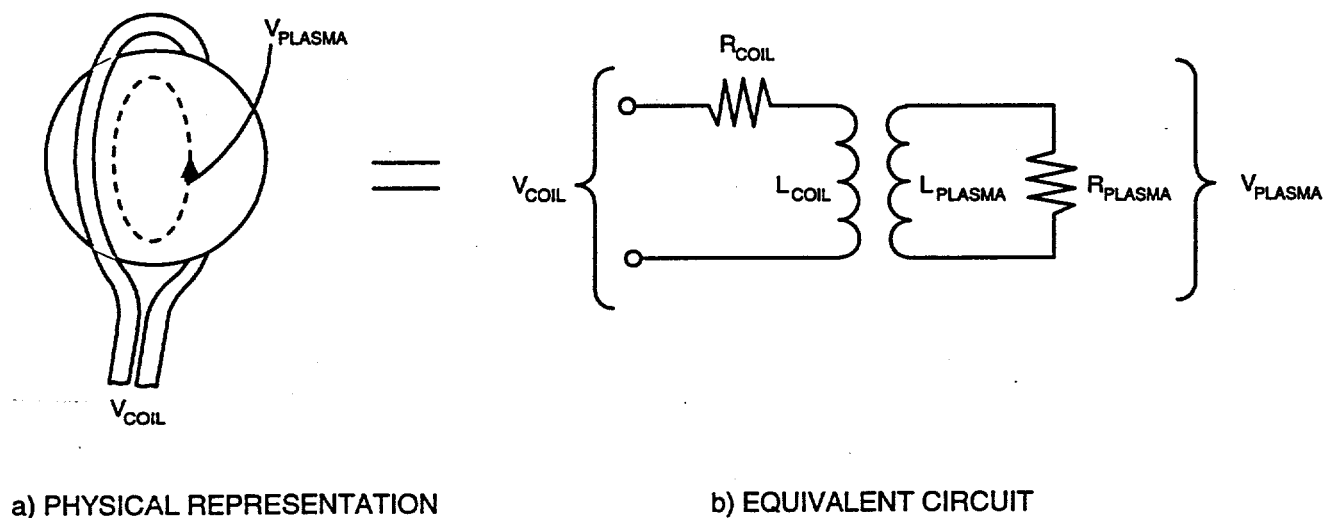 V_PLASMA
V_COIL
a) PHYSICAL REPRESENTATION
R_COIL
V_COIL
L_COIL
L_PLASMA
R_PLASMA
V_PLASMA
b) EQUIVALENT CIRCUIT